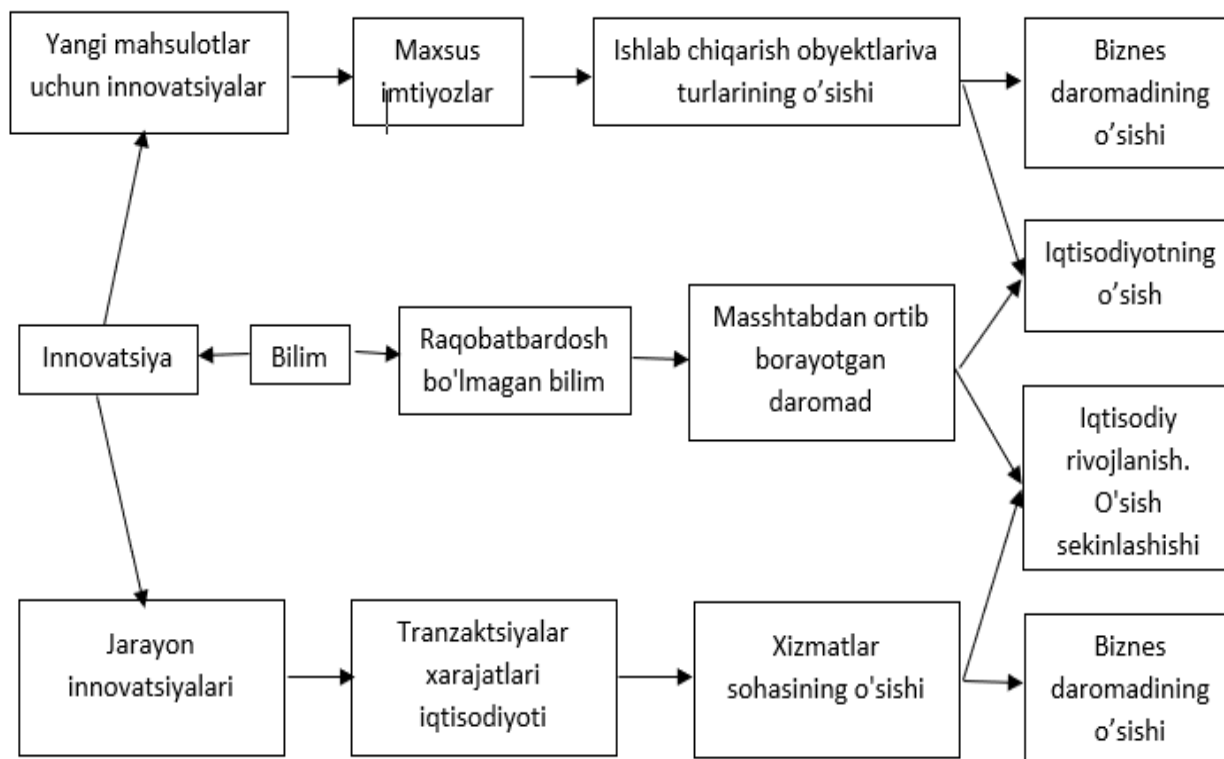 Yangi mahsulotlar
uchun innovatsiyalar
Maxsus
imtiyozlar
Ishlab chiqarish obyektlariva
turlarining o’sishi
Biznes
daromadining
o’sishi
Iqtisodiyotning
o’sish
Innovatsiya
Bilim
Raqobatbardosh
bo'lmagan bilim
Masshtabdan ortib
borayotgan
daromad
Iqtisodiy
rivojlanish.
O'sish
sekinlashishi
Jarayon
innovatsiyalari
Tranzaktsiyalar
xarajatlari
iqtisodiyoti
Xizmatlar
sohasining o'sishi
Biznes
daromadining
o’sishi